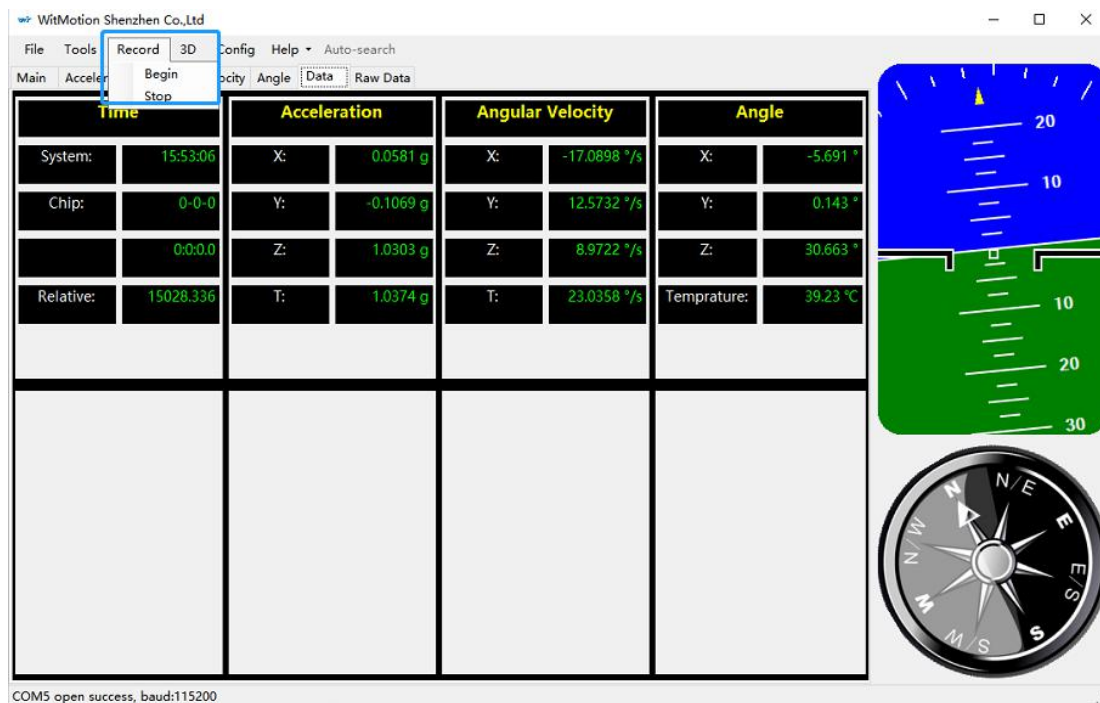 WitMotion Shenzhen Co.,Ltd
File Tools Record 3D Config Help Auto-search
Begin
Stop
Main Data Raw Data
Angle
Time Acceleration Angular Velocity Angle
System: 15:53:06 X: 0.0581 g X: -17.0898 °/s X: -5.691 °
Chip: 0-0-0 Y: -0.1069 g Y: 12.5732 °/s Y: 0.143 °
0:0:0.0 Z: 1.0303 g Z: 8.9722 °/s Z: 30.663 °
Relative: 15028.336 T: 1.0374 g T: 23.0358 °/s Temprature: 39.23 °C
20
10
10
20
30
N
N/E
E
E/S
S
W/S
W
N/W
COM5 open success, baud:115200